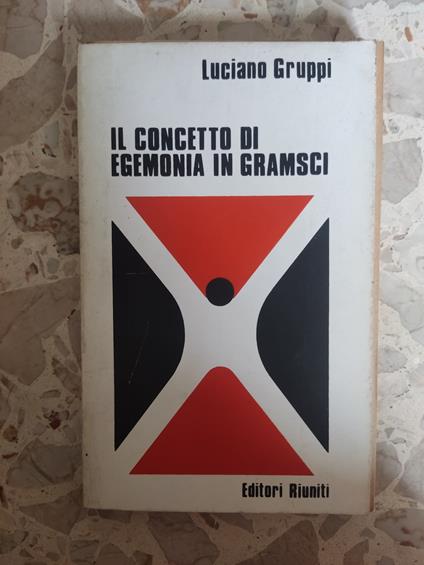 Luciano Gruppi
IL CONCETTO DI
EGEMONIA IN GRAMSCI
Editori Riuniti